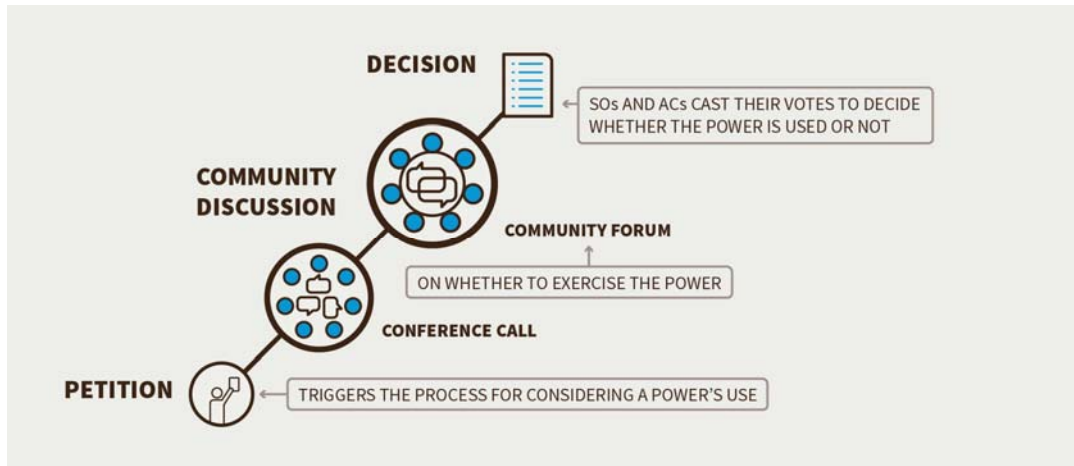 DECISION
SOs AND ACs CAST THEIR VOTES TO DECIDE
WHETHER THE POWER IS USED OR NOT
COMMUNITY
DISCUSSION
COMMUNITY FORUM
ON WHETHER TO EXERCISE THE POWER
CONFERENCE CALL
PETITION
TRIGGERS THE PROCESS FOR CONSIDERING A POWER'S USE